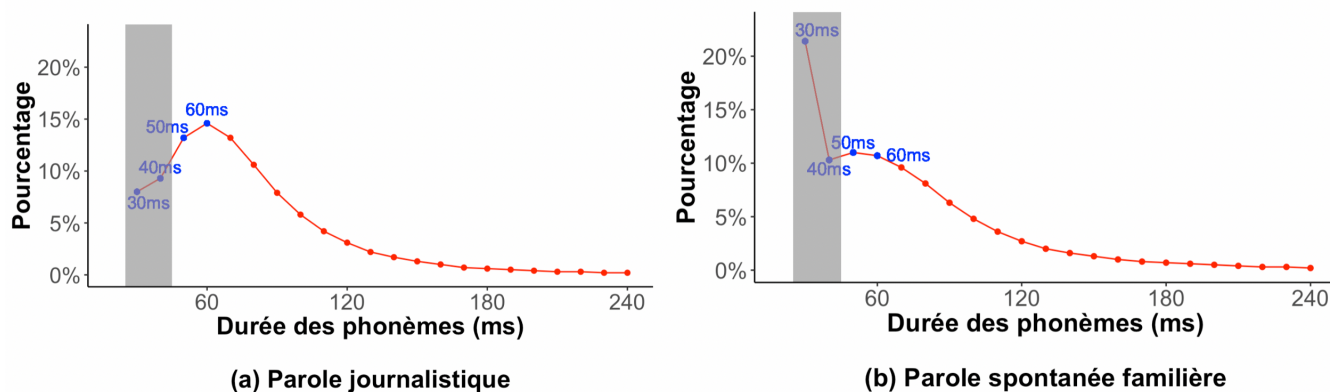 Pourcentage
20%
15%
10%
5%
0%
60ms
50ms
40ms
30ms
60
120
180
240
Durée des phonèmes (ms)
(a) Parole journalistique
Pourcentage
20%
15%
10%
5%
0%
30ms
50ms
60ms
40ms
60
120
180
240
Durée des phonèmes (ms)
(b) Parole spontanée familière